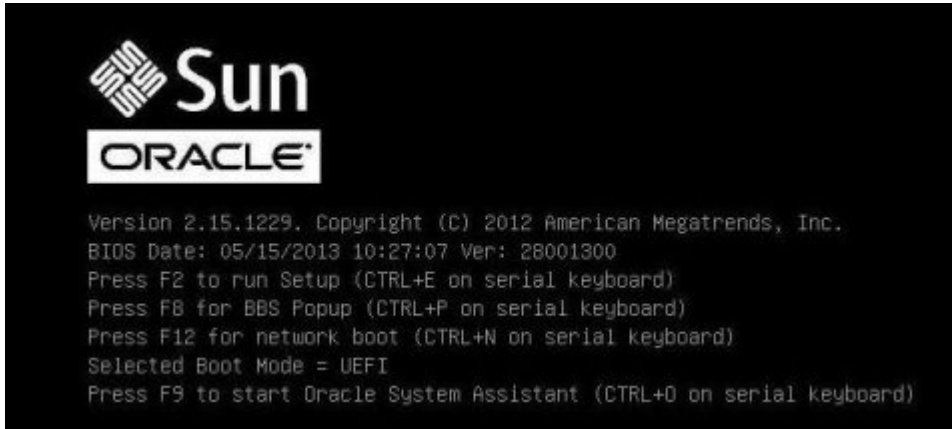 Sun
ORACLE
Version 2.15.1229. Copyright (C) 2012 American Megatrends, Inc.
BIOS Date: 05/15/2013 10:27:07 Ver: 28001300
Press F2 to run Setup (CTRL+E on serial keyboard)
Press F8 for BBS Popup (CTRL+P on serial keyboard)
Press F12 for network boot (CTRL+N on serial keyboard)
Selected Boot Mode = UEFI
Press F9 to start Oracle System Assistant (CTRL+O on serial keyboard)